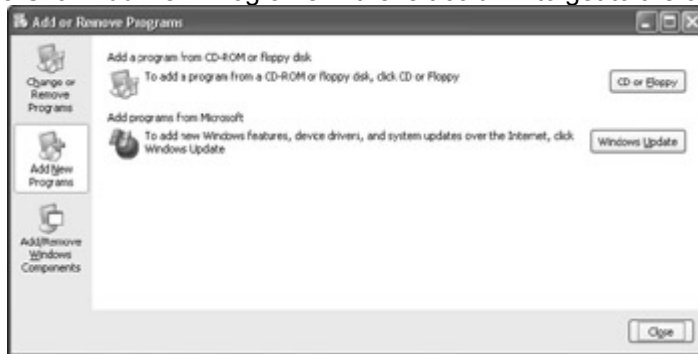 Add or Remove Programs
Change or
Remove
Programs
Add New
Programs
Add/Remove
Windows
Components
Add a program from CD-ROM or floppy disk
To add a program from a CD-ROM or floppy disk, click CD or Floppy
CD or Floppy
Add programs from Microsoft
To add new Windows features, device drivers, and system updates over the Internet, click
Windows Update
Windows Update
Close